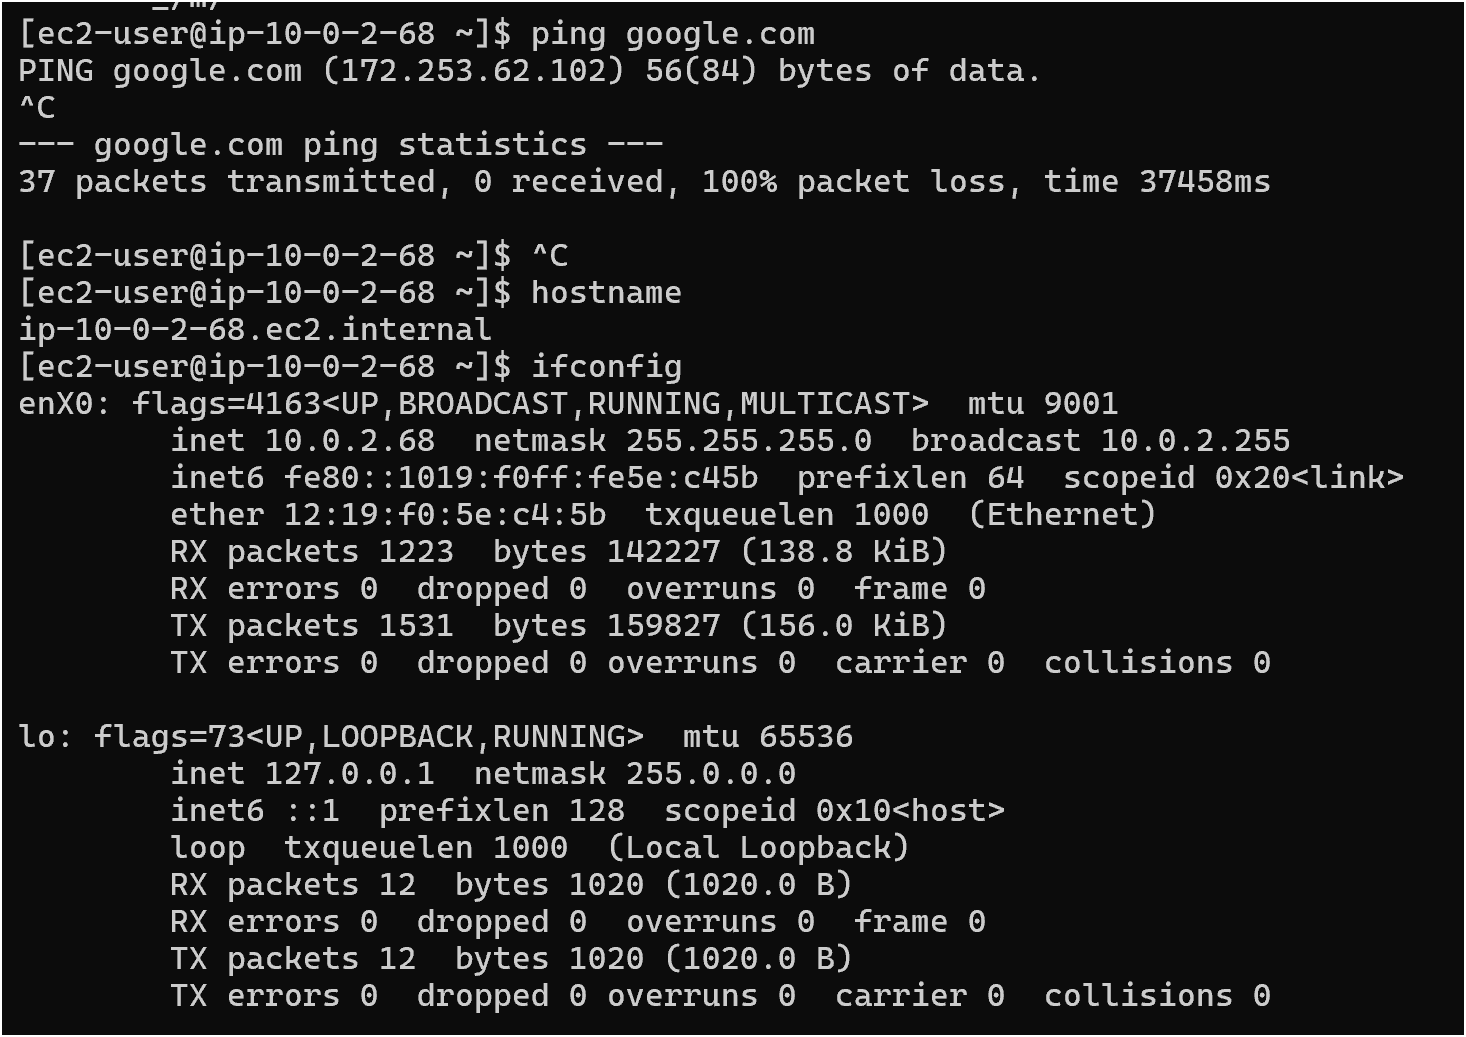 [ec2-user@ip-10-0-2-68 ~]$ ping google.com
PING google.com (172.253.62.102) 56(84) bytes of data.
^C
--- google.com ping statistics ---
37 packets transmitted, 0 received, 100% packet loss, time 37458ms

[ec2-user@ip-10-0-2-68 ~]$ ^C
[ec2-user@ip-10-0-2-68 ~]$ hostname
ip-10-0-2-68.ec2.internal
[ec2-user@ip-10-0-2-68 ~]$ ifconfig
enX0: flags=4163<UP,BROADCAST,RUNNING,MULTICAST>  mtu 9001
        inet 10.0.2.68  netmask 255.255.255.0  broadcast 10.0.2.255
        inet6 fe80::1019:f0ff:fe5e:c45b  prefixlen 64  scopeid 0x20<link>
        ether 12:19:f0:5e:c4:5b  txqueuelen 1000  (Ethernet)
        RX packets 1223  bytes 142227 (138.8 KiB)
        RX errors 0  dropped 0  overruns 0  frame 0
        TX packets 1531  bytes 159827 (156.0 KiB)
        TX errors 0  dropped 0 overruns 0  carrier 0  collisions 0

lo: flags=73<UP,LOOPBACK,RUNNING>  mtu 65536
        inet 127.0.0.1  netmask 255.0.0.0
        inet6 ::1  prefixlen 128  scopeid 0x10<host>
        loop  txqueuelen 1000  (Local Loopback)
        RX packets 12  bytes 1020 (1020.0 B)
        RX errors 0  dropped 0  overruns 0  frame 0
        TX packets 12  bytes 1020 (1020.0 B)
        TX errors 0  dropped 0 overruns 0  carrier 0  collisions 0